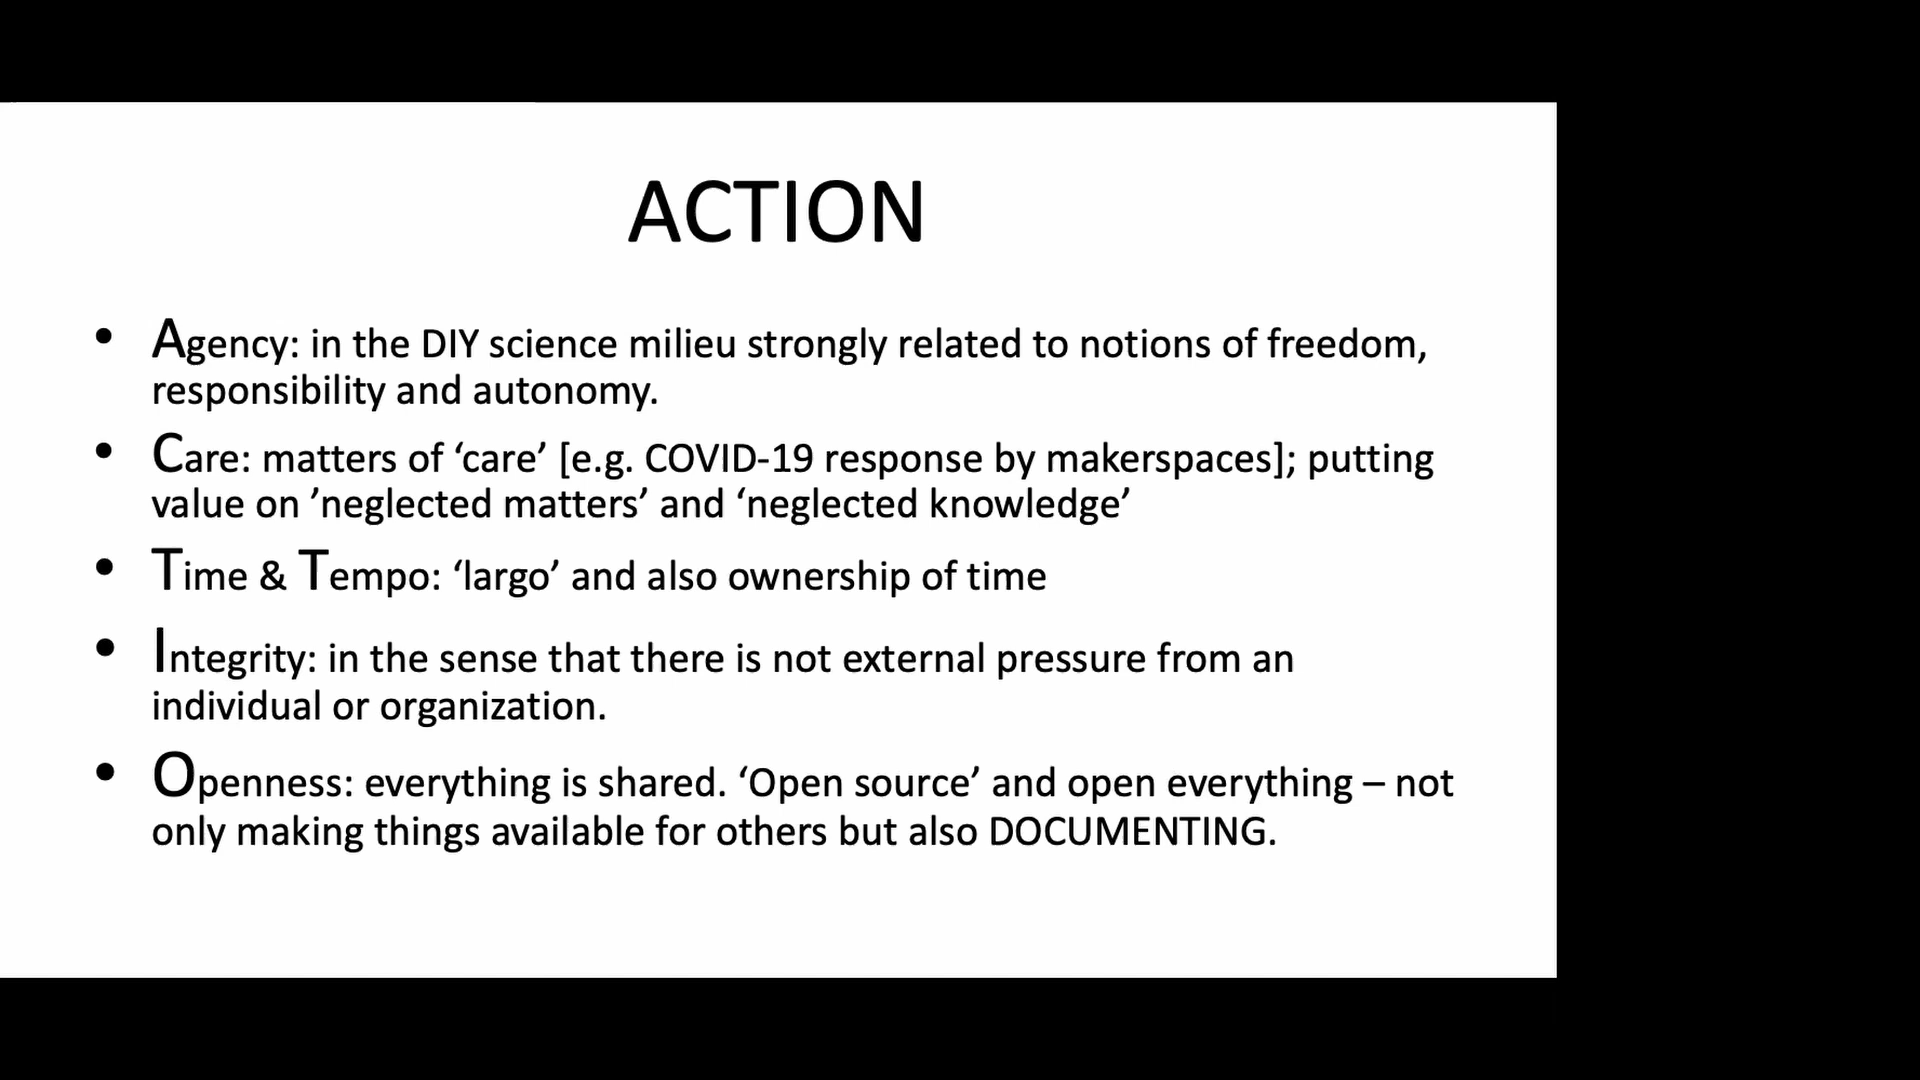 ACTION
• Agency: in the DIY science milieu strongly related to notions of freedom,
responsibility and autonomy.
• Care: matters of ‘care’ [e.g. COVID-19 response by makerspaces]; putting
value on ’neglected matters’ and ‘neglected knowledge’
• Time & Tempo: ‘largo’ and also ownership of time
• Integrity: in the sense that there is not external pressure from an
individual or organization.
• Openness: everything is shared. ‘Open source’ and open everything – not
only making things available for others but also DOCUMENTING.